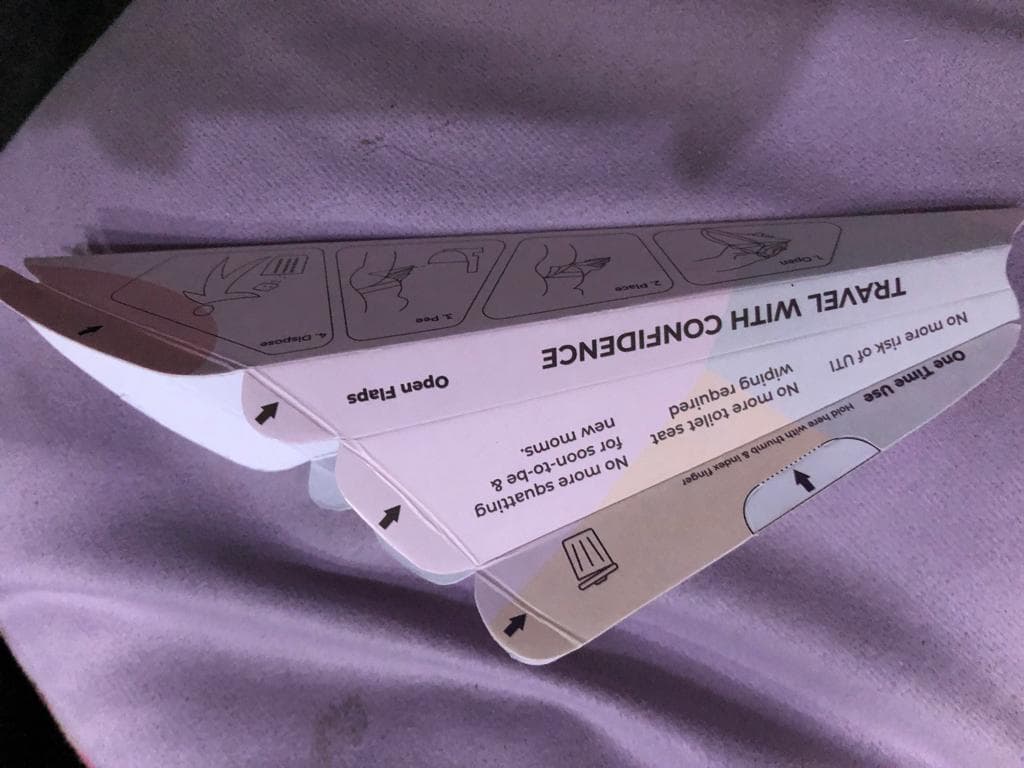 1. Open
2. Place
3. Pee
4. Dispose
TRAVEL WITH CONFIDENCE
Open Flaps
No more risk of UTI
No more toilet seat
wiping required
No more squatting
for soon-to-be &
new moms.
One Time Use
Hold here with thumb & index finger